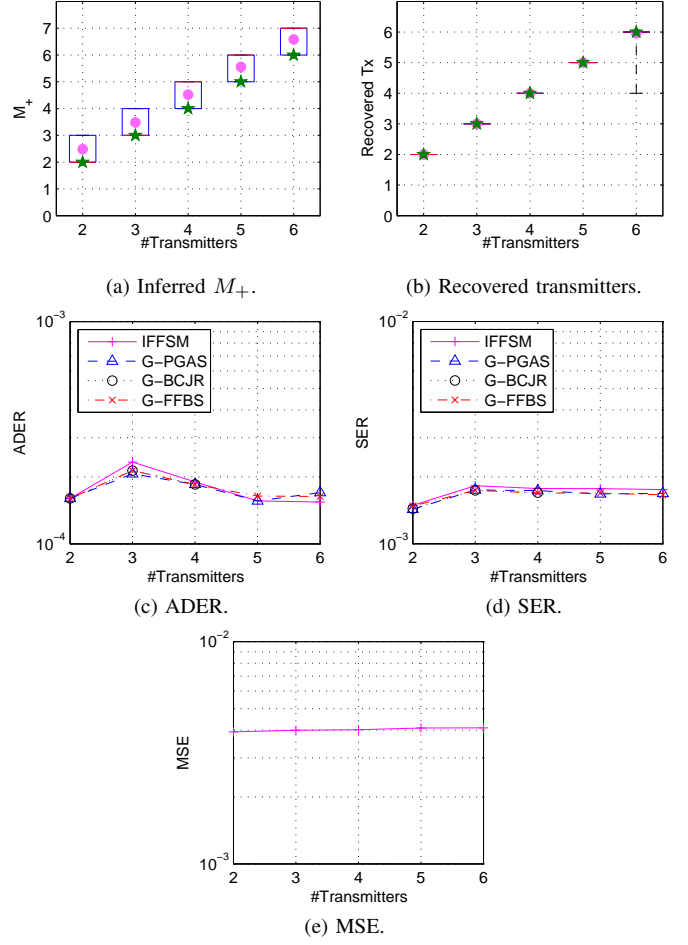 7
6
5
4
3
2
1
0
M+
2 3 4 5 6
#Transmitters
(a) Inferred M+.
6
5
4
3
2
1
0
Recovered Tx
2 3 4 5 6
#Transmitters
(b) Recovered transmitters.
10−3
10−4
ADER
IFFSM
G−PGAS
G−BCJR
G−FFBS
2 3 4 5 6
#Transmitters
(c) ADER.
10−2
10−3
SER
IFFSM
G−PGAS
G−BCJR
G−FFBS
2 3 4 5 6
#Transmitters
(d) SER.
10−2
10−3
MSE
2 3 4 5 6
#Transmitters
(e) MSE.